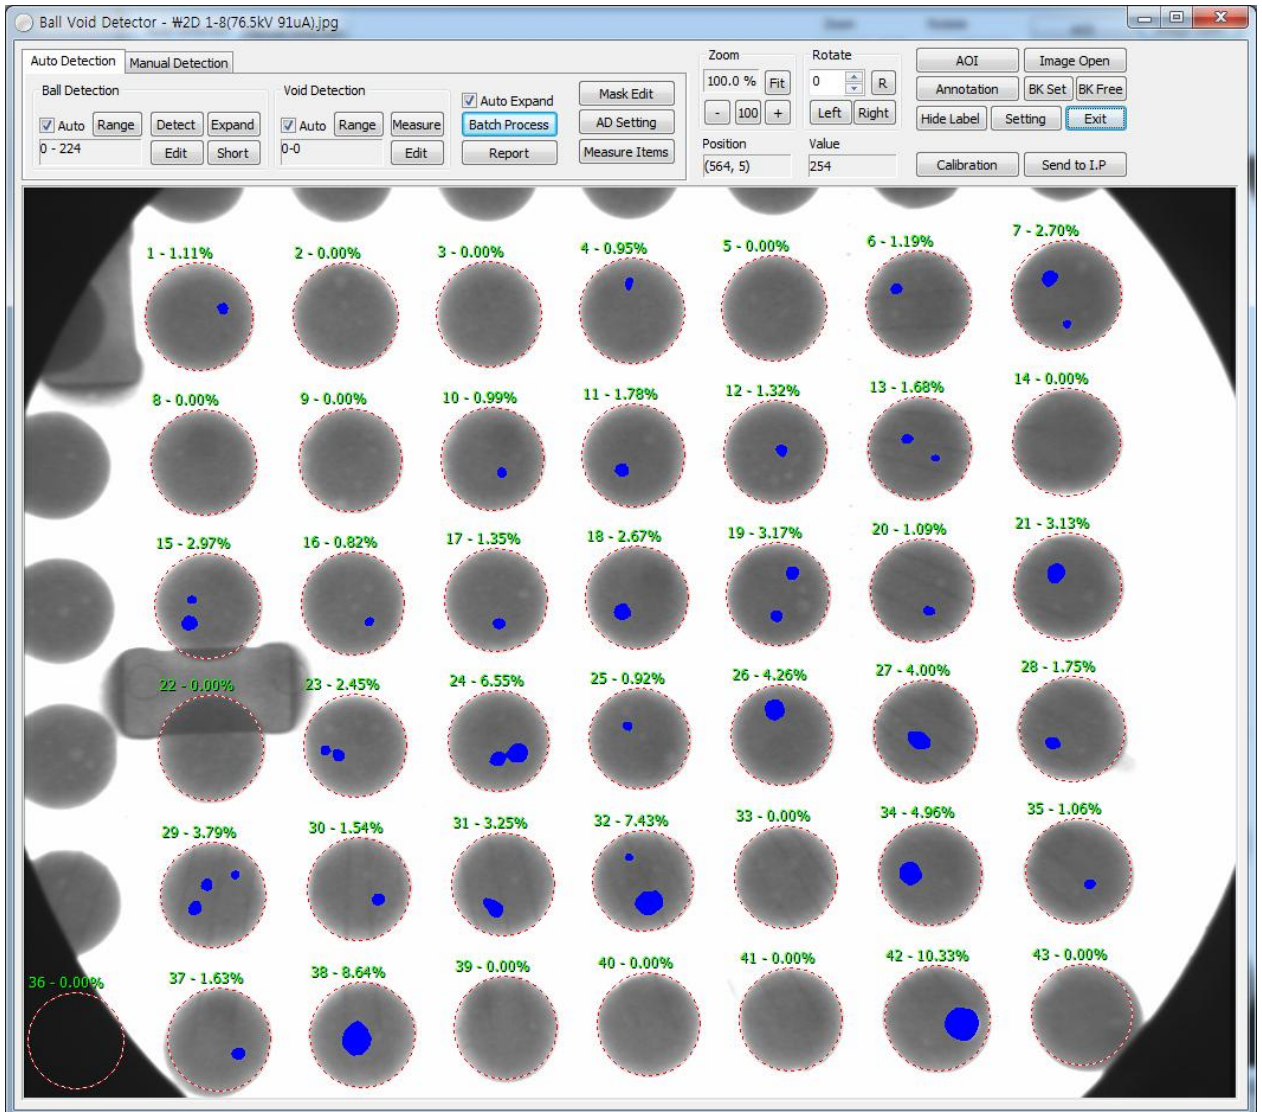 Ball Void Detector - ₩2D 1-8(76.5kV 91uA).jpg
Auto Detection Manual Detection
Ball Detection
Auto Range Detect Expand
0 - 224 Edit Short
Void Detection
Auto Range Measure
0-0 Edit
Auto Expand
Batch Process
Report
Mask Edit
AD Setting
Measure Items
Zoom
100.0 % Fit
- 100 +
Position
(564, 5)
Rotate
0 R
Left Right
Value
254
AOI Image Open
Annotation BK Set BK Free
Hide Label Setting Exit
Calibration Send to I.P
1 - 1.11% 2 - 0.00% 3 - 0.00% 4 - 0.95% 5 - 0.00% 6 - 1.19% 7 - 2.70%
8 - 0.00% 9 - 0.00% 10 - 0.99% 11 - 1.78% 12 - 1.32% 13 - 1.68% 14 - 0.00%
15 - 2.97% 16 - 0.82% 17 - 1.35% 18 - 2.67% 19 - 3.17% 20 - 1.09% 21 - 3.13%
22 - 0.00% 23 - 2.45% 24 - 6.55% 25 - 0.92% 26 - 4.26% 27 - 4.00% 28 - 1.75%
29 - 3.79% 30 - 1.54% 31 - 3.25% 32 - 7.43% 33 - 0.00% 34 - 4.96% 35 - 1.06%
36 - 0.00% 37 - 1.63% 38 - 8.64% 39 - 0.00% 40 - 0.00% 41 - 0.00% 42 - 10.33% 43 - 0.00%